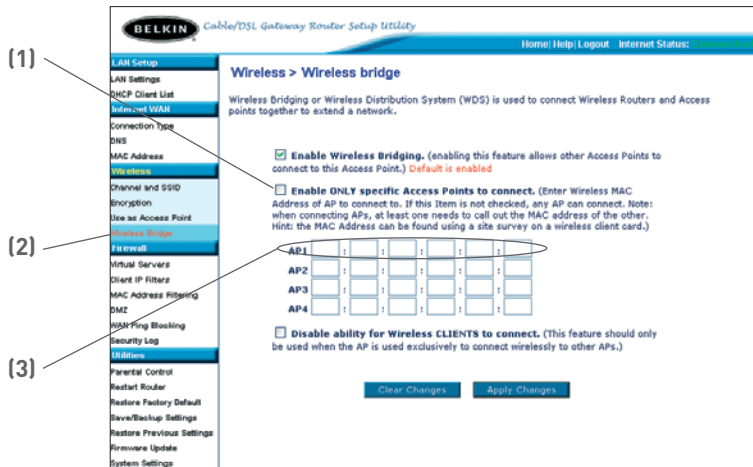 BELKIN Cable/DSL Gateway Router Setup Utility
Home| Help| Logout Internet Status:
(1)
(2)
(3)
LAN Setup
LAN Settings
DHCP Client List
Internet WAN
Connection Type
DNS
MAC Address
Wireless
Channel and SSID
Encryption
Use as Access Point
Wireless Bridge
Firewall
Virtual Servers
Client IP Filters
MAC Address Filtering
DMZ
WAN Ping Blocking
Security Log
Utilities
Parental Control
Restart Router
Restore Factory Default
Save/Backup Settings
Restore Previous Settings
Firmware Update
System Settings
Wireless > Wireless bridge
Wireless Bridging or Wireless Distribution System (WDS) is used to connect Wireless Routers and Access
points together to extend a network.
Enable Wireless Bridging. (enabling this feature allows other Access Points to
connect to this Access Point.) Default is enabled
Enable ONLY specific Access Points to connect. (Enter Wireless MAC
Address of AP to connect to. If this Item is not checked, any AP can connect. Note:
when connecting APs, at least one needs to call out the MAC address of the other.
Hint: the MAC Address can be found using a site survey on a wireless client card.)
AP1 : : : : :
AP2 : : : : :
AP3 : : : : :
AP4 : : : : :
Disable ability for Wireless CLIENTS to connect. (This feature should only
be used when the AP is used exclusively to connect wirelessly to other APs.)
Clear Changes Apply Changes